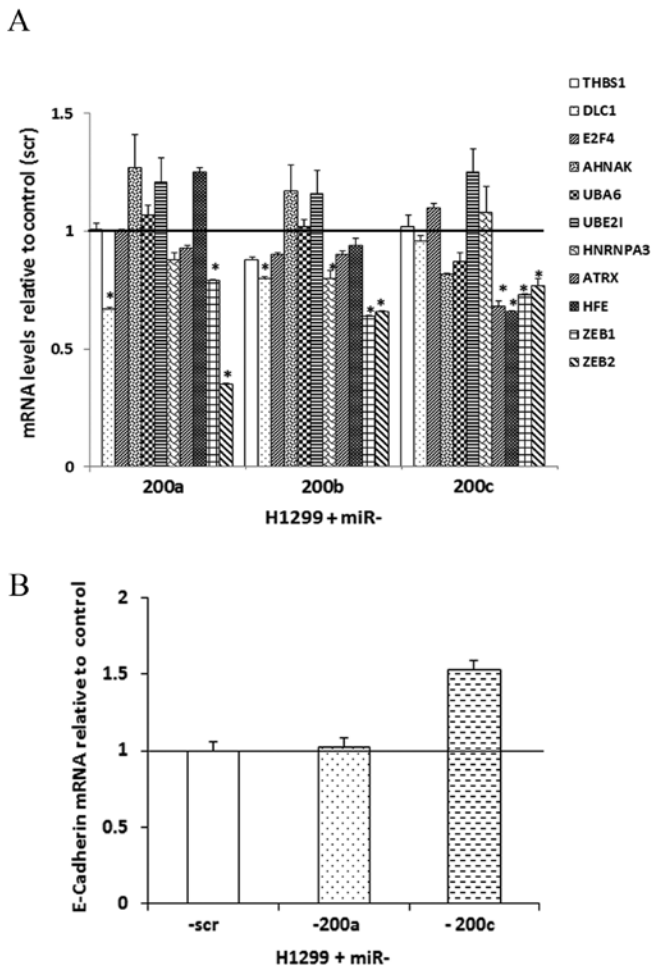 A
mRNA levels relative to control (scr)
1.5
1
0.5
0
* * * * * * * * * * *
200a 200b 200c
H1299 + miR-
THBS1
DLC1
E2F4
AHNAK
UBA6
UBE2I
HNRNPA3
ATRX
HFE
ZEB1
ZEB2
B
E-Cadherin mRNA relative to control
2
1.5
1
0.5
0
-scr -200a - 200c
H1299 + miR-